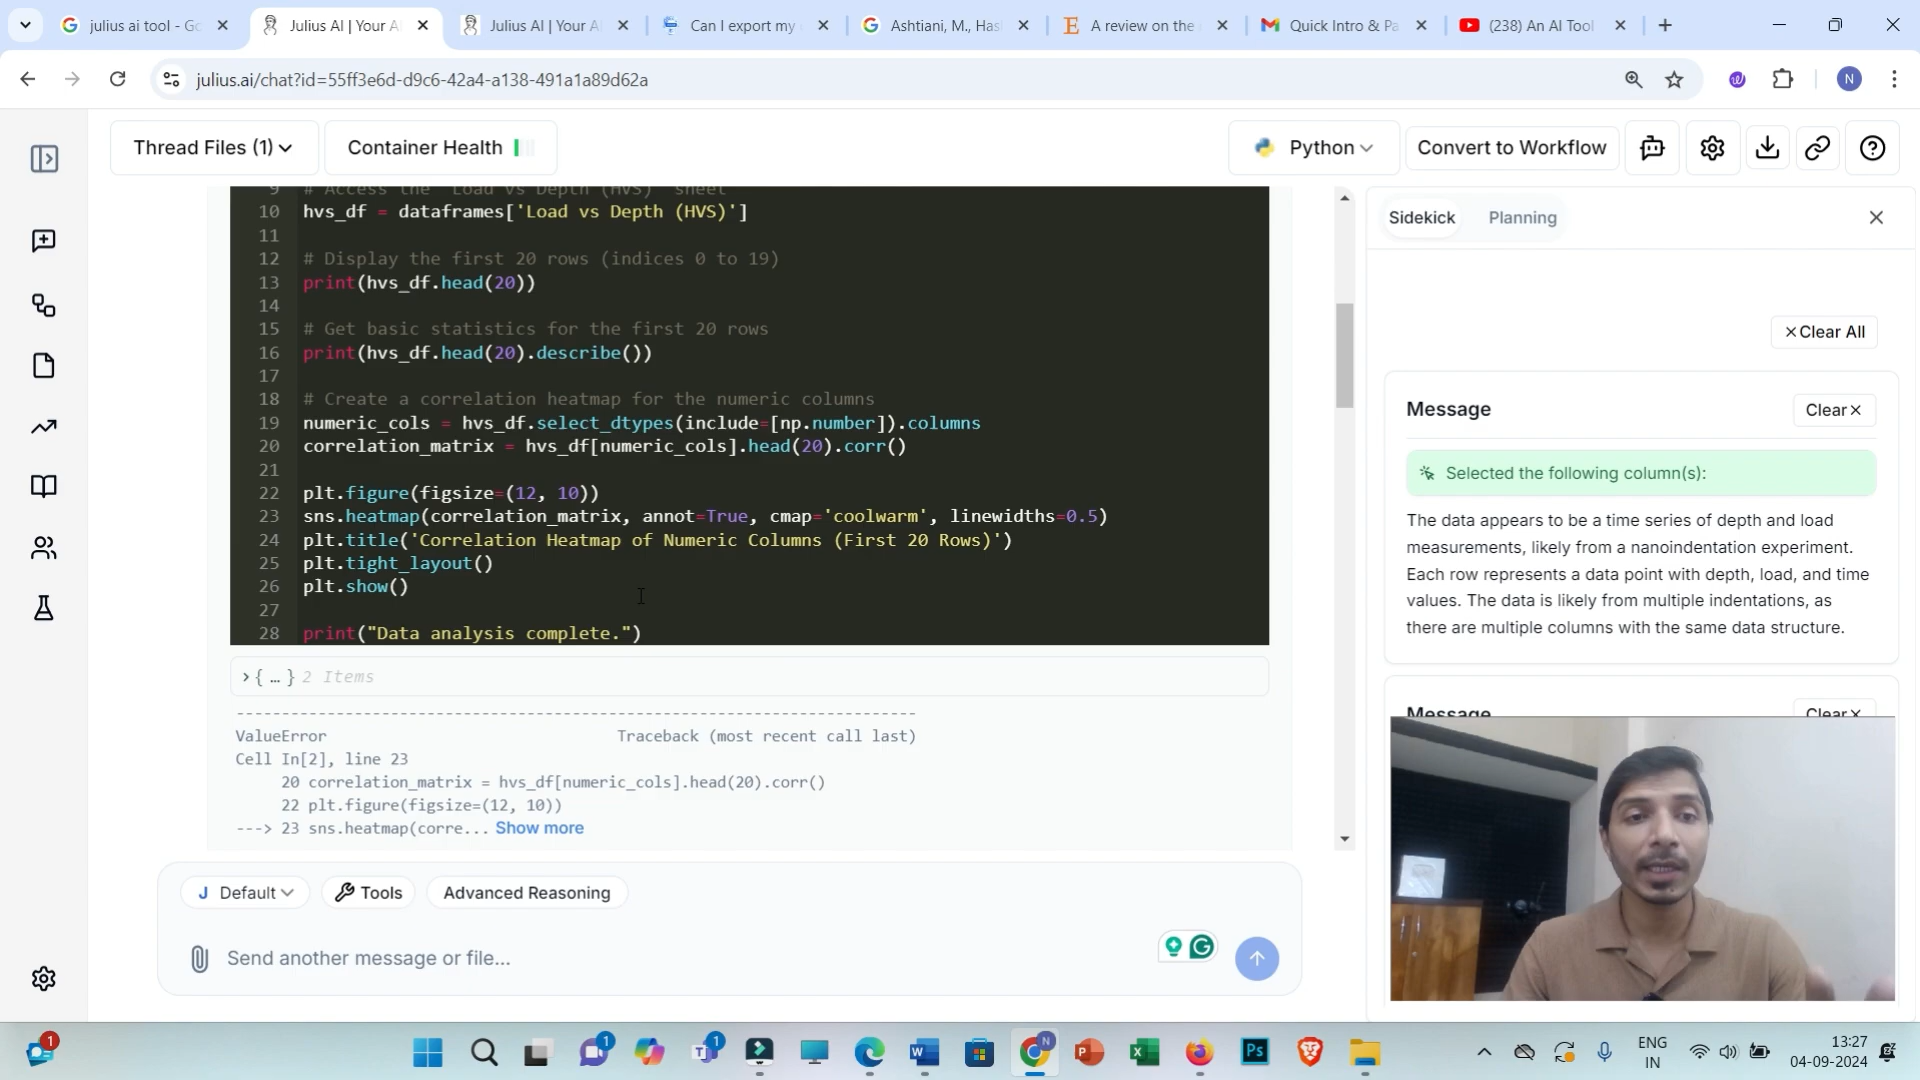 julius ai tool - Go
Julius AI | Your A
Julius AI | Your A
Can I export my
Ashtiani, M., Has
A review on the
Quick Intro & Pa
(238) An AI Tool
julius.ai/chat?id=55ff3e6d-d9c6-42a4-a138-491a1a89d62a
N
Thread Files (1)
Container Health
Python
Convert to Workflow
9 # Access the 'Load vs Depth (HVS)' sheet
10 hvs_df = dataframes['Load vs Depth (HVS)']
11
12 # Display the first 20 rows (indices 0 to 19)
13 print(hvs_df.head(20))
14
15 # Get basic statistics for the first 20 rows
16 print(hvs_df.head(20).describe())
17
18 # Create a correlation heatmap for the numeric columns
19 numeric_cols = hvs_df.select_dtypes(include=[np.number]).columns
20 correlation_matrix = hvs_df[numeric_cols].head(20).corr()
21
22 plt.figure(figsize=(12, 10))
23 sns.heatmap(correlation_matrix, annot=True, cmap='coolwarm', linewidths=0.5)
24 plt.title('Correlation Heatmap of Numeric Columns (First 20 Rows)')
25 plt.tight_layout()
26 plt.show()
27
28 print("Data analysis complete.")
>{ … } 2 Items
---------------------------------------------------------------------------
ValueError Traceback (most recent call last)
Cell In[2], line 23
20 correlation_matrix = hvs_df[numeric_cols].head(20).corr()
22 plt.figure(figsize=(12, 10))
---> 23 sns.heatmap(corre... Show more
J Default
Tools
Advanced Reasoning
Send another message or file...
Sidekick
Planning
×Clear All
Message
Clear×
Selected the following column(s):
The data appears to be a time series of depth and load
measurements, likely from a nanoindentation experiment.
Each row represents a data point with depth, load, and time
values. The data is likely from multiple indentations, as
there are multiple columns with the same data structure.
Message
Clear×
1
1
1
N
Ps
ENG
IN
13:27
04-09-2024